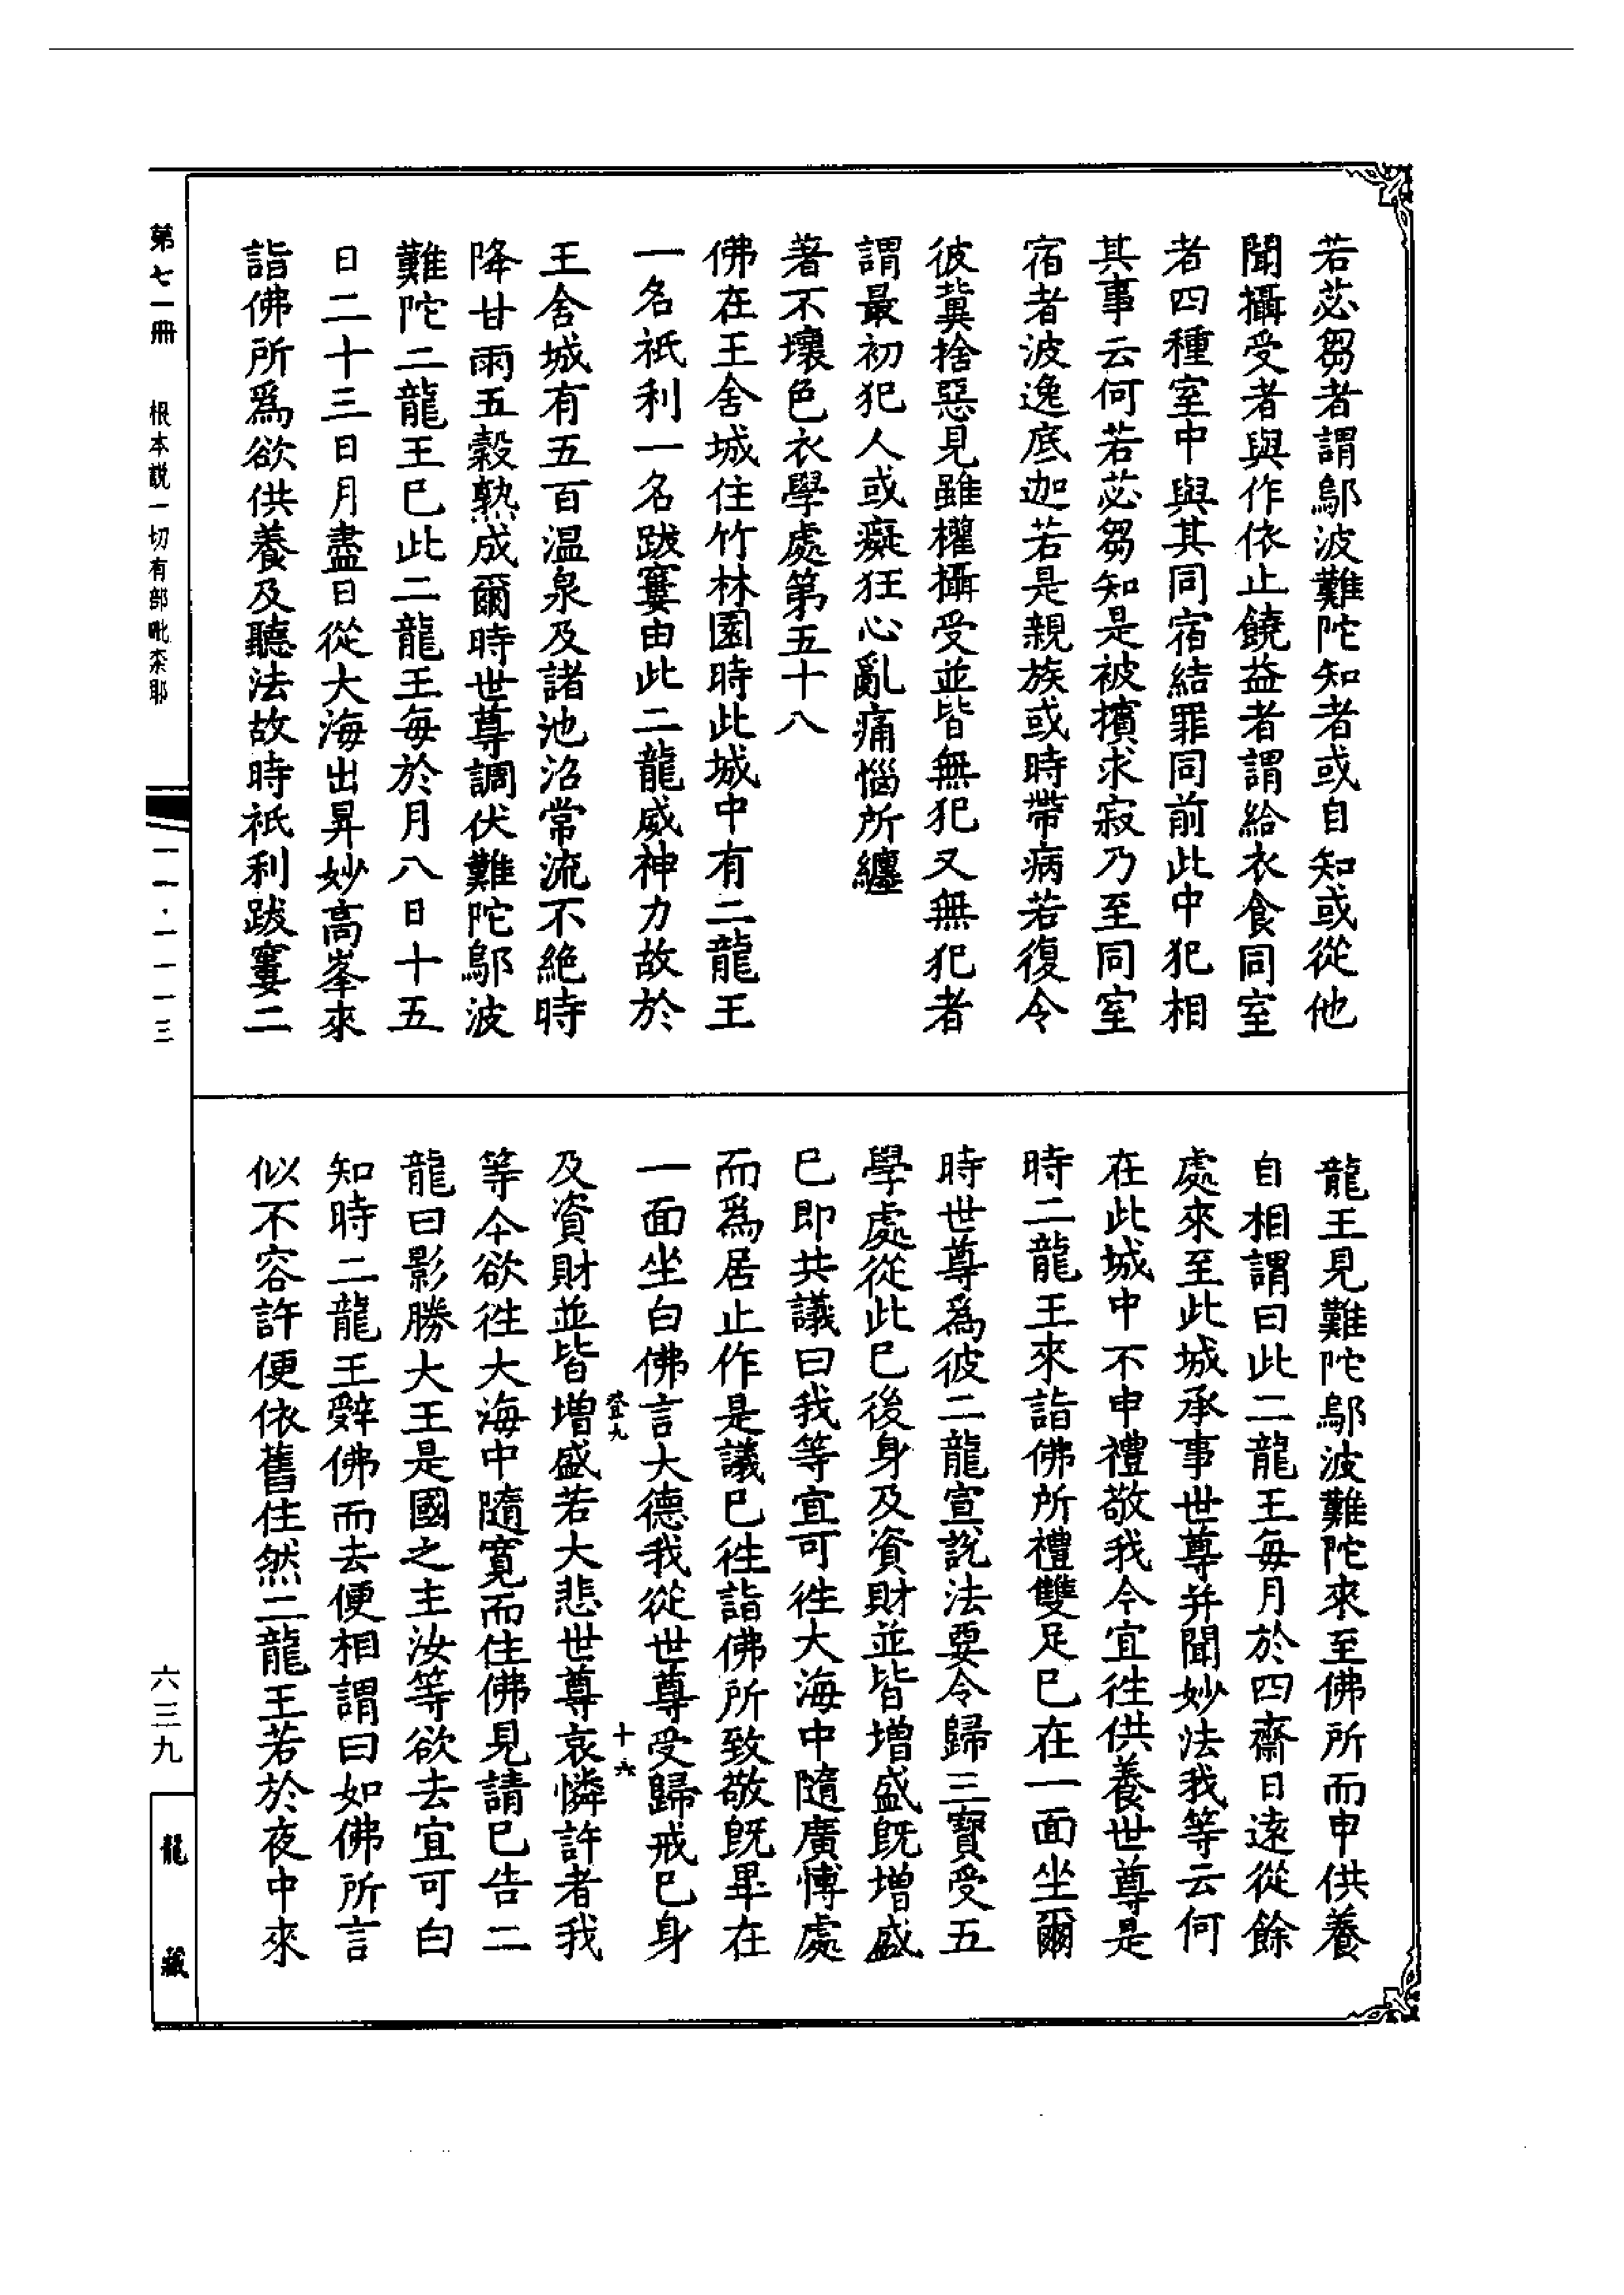 若苾芻者謂鄔波難陀知者或自知或從他
聞攝受者與作依止饒益者謂給衣食同室
者四種室中與其同宿結罪同前此中犯相
其事云何若苾芻知是被擯求寂乃至同室
宿者波逸底迦若是親族或時帶病若復令
彼冀捨惡見雖權攝受並皆無犯又無犯者
謂最初犯人或癡狂心亂痛惱所纏
著不壞色衣學處第五十八
佛在王舍城住竹林園時此城中有二龍王
一名祇利一名跋窶由此二龍威神力故於
王舍城有五百温泉及諸池沼常流不絶時
降甘雨五穀熟成爾時世尊調伏難陀鄔波
難陀二龍王已此二龍王每於月八日十五
日二十三日月盡日從大海出昇妙高峯來
詣佛所爲欲供養及聽法故時祇利跋窶二
龍王見難陀鄔波難陀來至佛所而申供養
自相謂曰此二龍王每月於四齋日遠從餘
處來至此城承事世尊并聞妙法我等云何
在此城中不申禮敬我今宜往供養世尊是
時二龍王來詣佛所禮雙足已在一面坐爾
時世尊爲彼二龍宣説法要令歸三寶受五
學處從此已後身及資財並皆增盛既增盛
已即共議曰我等宜可往大海中隨廣愽處
而爲居止作是議已往詣佛所致敬既畢在
一面坐白佛言大德我從世尊受歸戒已身
及資財並皆增盛若大悲世尊哀憐許者我
登九
十六
等今欲往大海中隨寬而住佛見請已告二
龍曰影勝大王是國之主汝等欲去宜可白
知時二龍王辭佛而去便相謂曰如佛所言
似不容許便依舊住然二龍王若於夜中來
第七一冊
根本説一切有部毗柰耶
一一·一一一三
六三九
龍藏